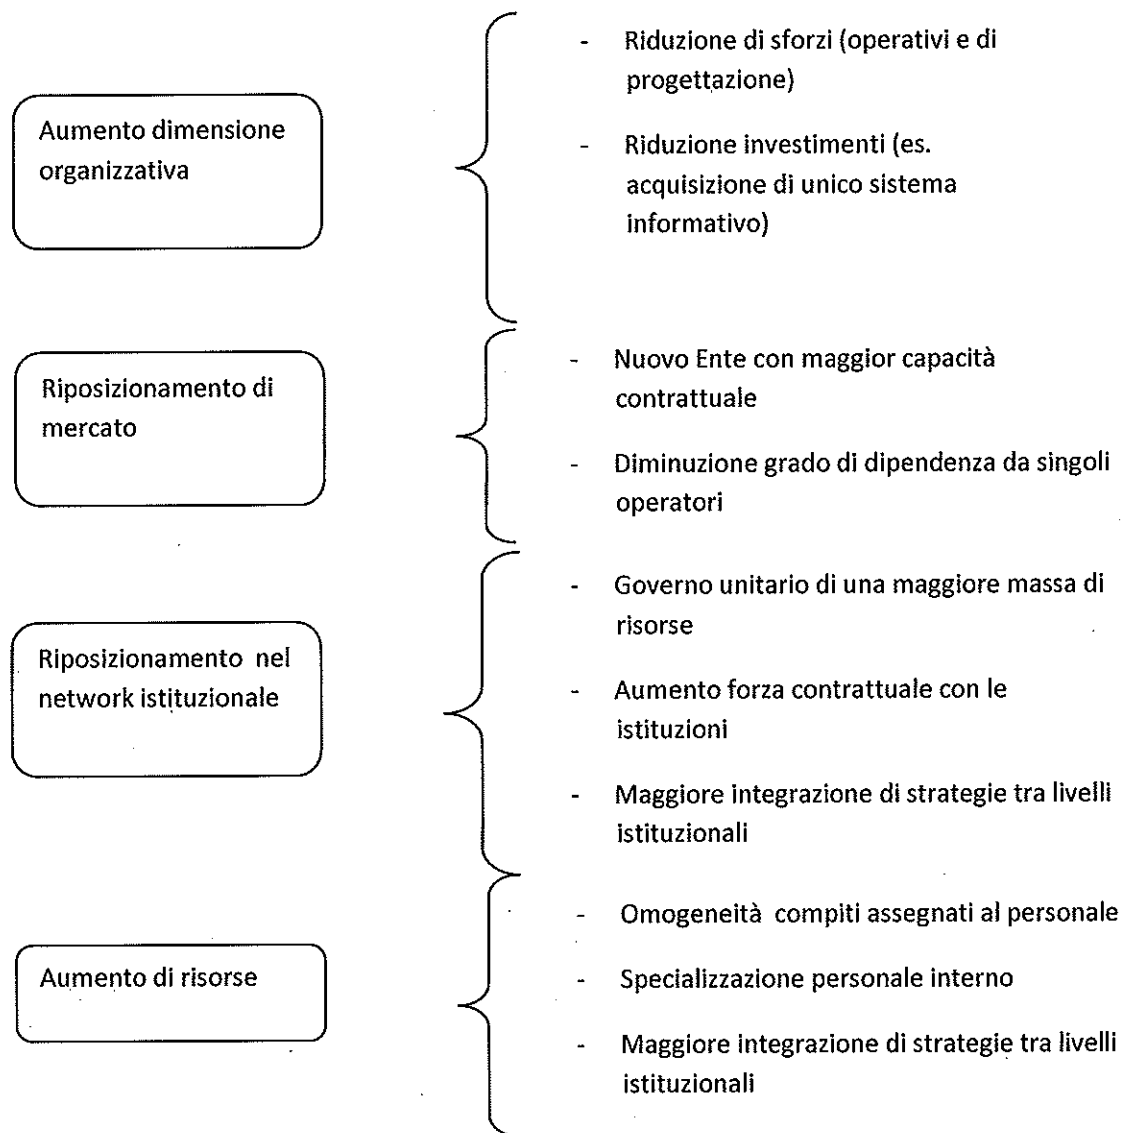 Aumento dimensione
organizzativa
- Riduzione di sforzi (operativi e di
progettazione)
- Riduzione investimenti (es.
acquisizione di unico sistema
informativo)
Riposizionamento di
mercato
- Nuovo Ente con maggior capacità
contrattuale
- Diminuzione grado di dipendenza da singoli
operatori
Riposizionamento nel
network istituzionale
- Governo unitario di una maggiore massa di
risorse
- Aumento forza contrattuale con le
istituzioni
- Maggiore integrazione di strategie tra livelli
istituzionali
Aumento di risorse
- Omogeneità compiti assegnati al personale
- Specializzazione personale interno
- Maggiore integrazione di strategie tra livelli
istituzionali